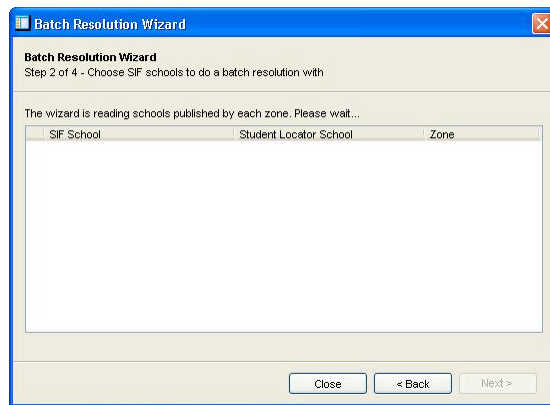 Batch Resolution Wizard
Batch Resolution Wizard
Step 2 of 4 - Choose SIF schools to do a batch resolution with
The wizard is reading schools published by each zone. Please wait...
SIF School Student Locator School Zone
Close < Back Next >